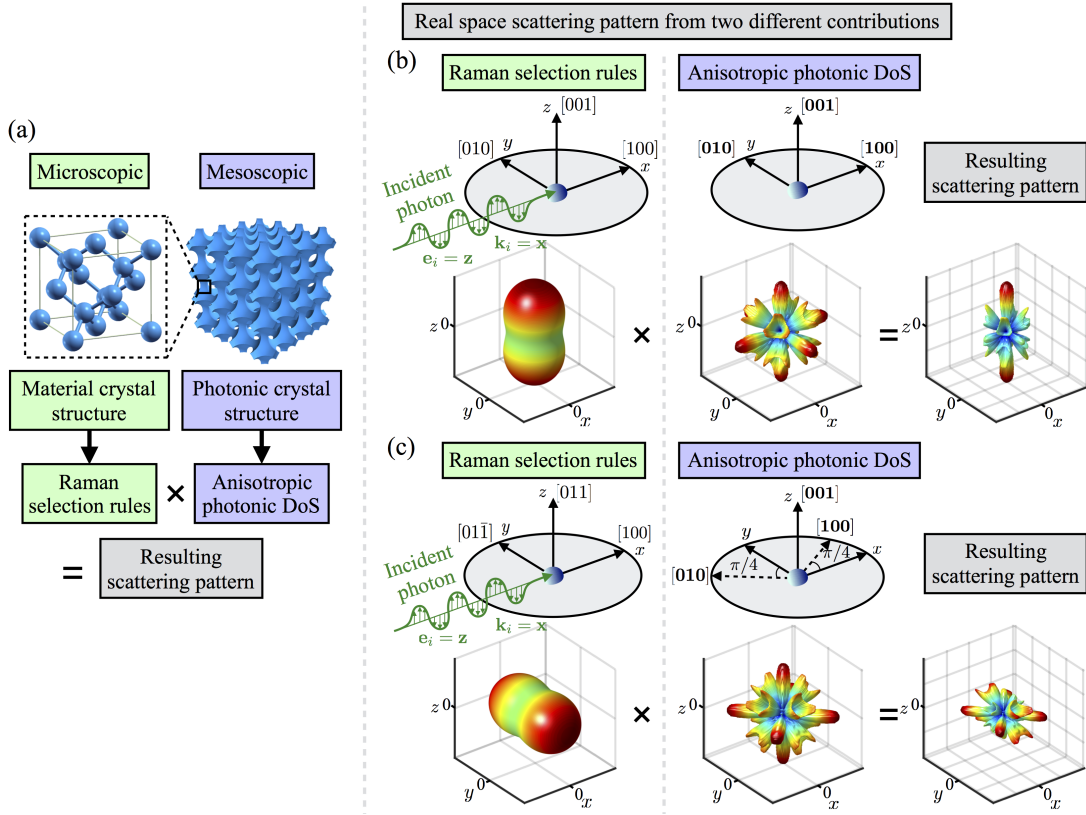 Real space scattering pattern from two different contributions
(a)
Microscopic
Mesoscopic
Material crystal
structure
Photonic crystal
structure
Raman
selection rules
×
Anisotropic
photonic DoS
=
Resulting
scattering pattern
(b)
Raman selection rules
Anisotropic photonic DoS
z [001]
[010] y
[100]
x
Incident
photon
k_i = x
e_i = z
z [001]
[010] y
[100]
x
Resulting
scattering pattern
z 0
y 0
0 x
×
z 0
y 0
0 x
=
z 0
y 0
0 x
(c)
Raman selection rules
Anisotropic photonic DoS
z [011]
[011̄] y
[100]
x
Incident
photon
k_i = x
e_i = z
z [001]
[100]
y
x
π/4
π/4
[010]
Resulting
scattering pattern
z 0
y 0
0 x
×
z 0
y 0
0 x
=
z 0
y 0
0 x